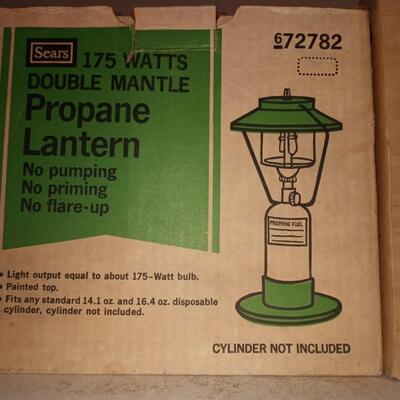 Sears
175 WATTS
DOUBLE MANTLE
Propane
Lantern
No pumping
No priming
No flare-up
• Light output equal to about 175-Watt bulb.
• Painted top.
• Fits any standard 14.1 oz. and 16.4 oz. disposable
cylinder, cylinder not included.
672782
PROPANE FUEL
CYLINDER NOT INCLUDED